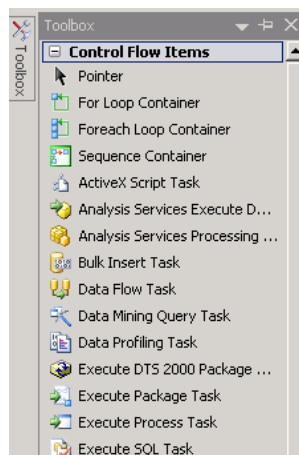 Toolbox
Toolbox
Control Flow Items
Pointer
For Loop Container
Foreach Loop Container
Sequence Container
ActiveX Script Task
Analysis Services Execute D...
Analysis Services Processing ...
Bulk Insert Task
Data Flow Task
Data Mining Query Task
Data Profiling Task
Execute DTS 2000 Package ...
Execute Package Task
Execute Process Task
Execute SQL Task